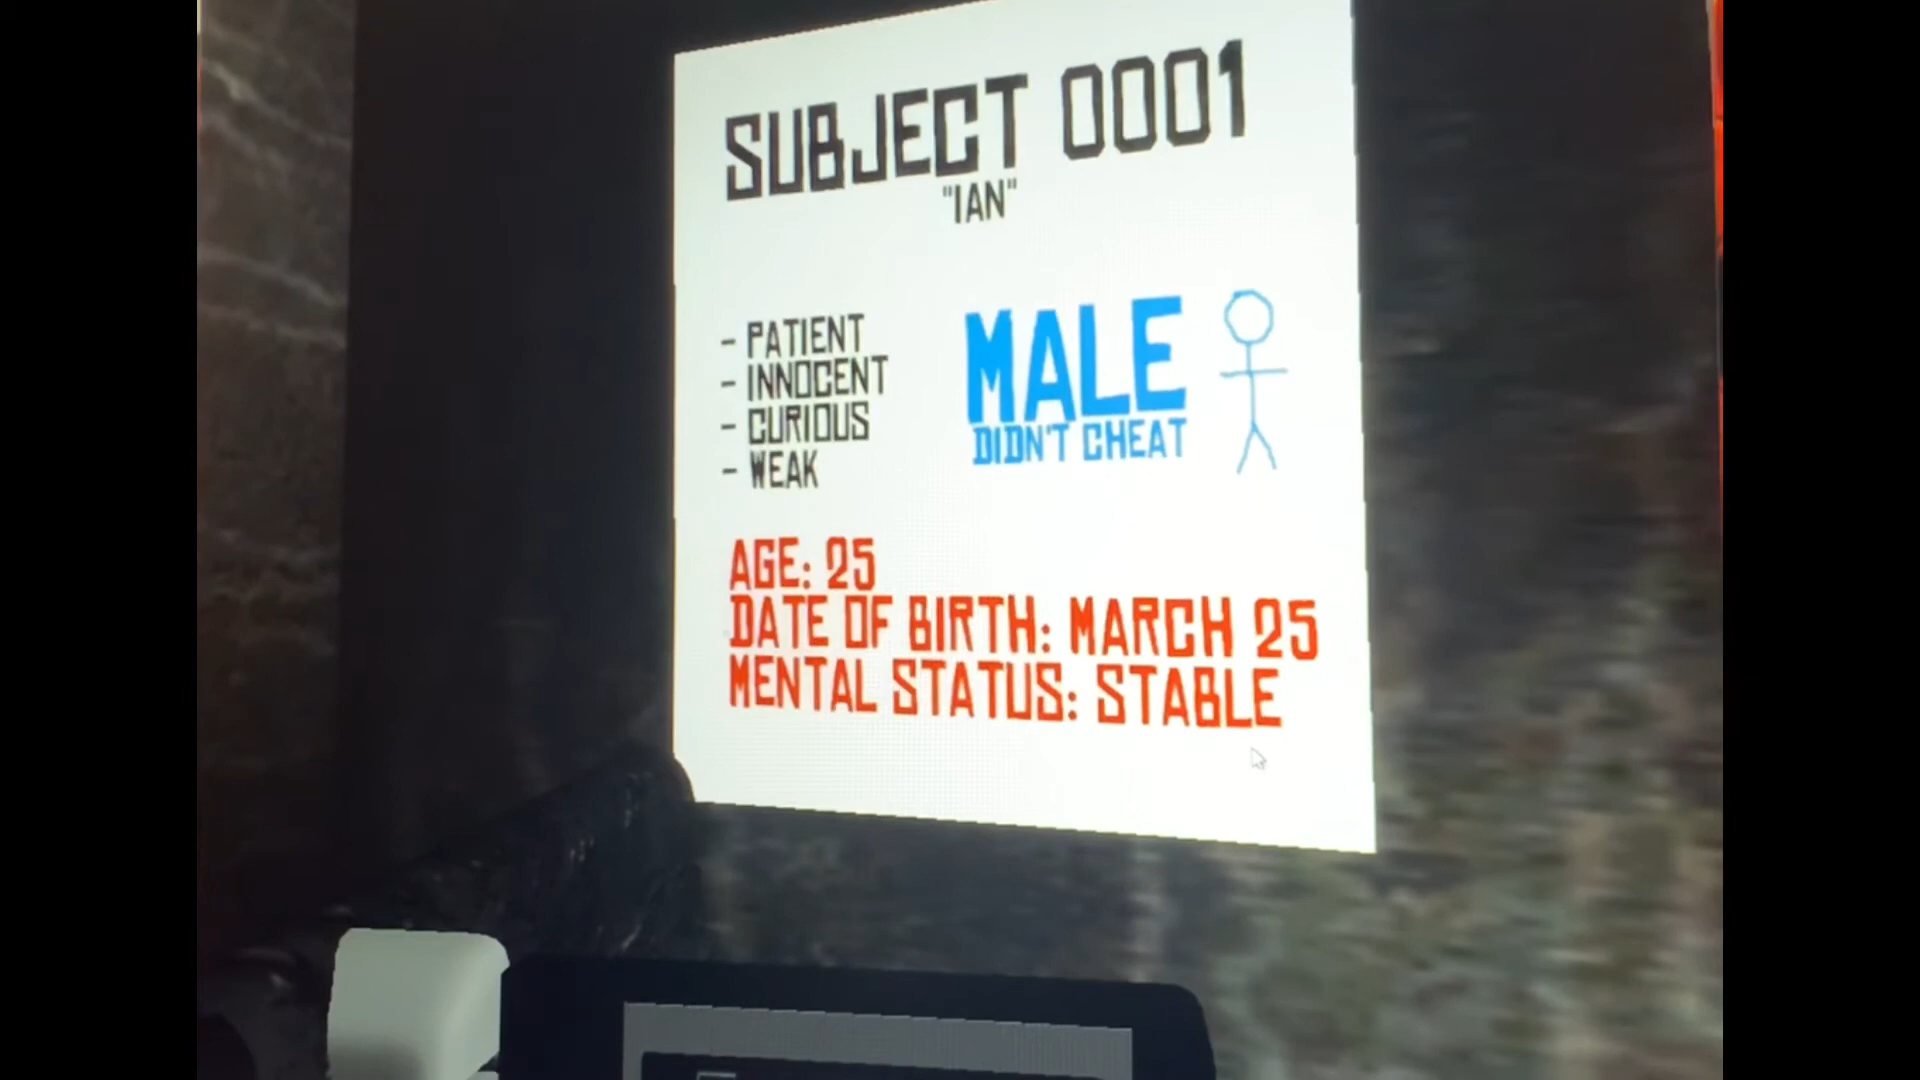 SUBJECT 0001
"IAN"
- PATIENT
- INNOCENT
- CURIOUS
- WEAK
MALE
DIDN'T CHEAT
AGE: 25
DATE OF BIRTH: MARCH 25
MENTAL STATUS: STABLE